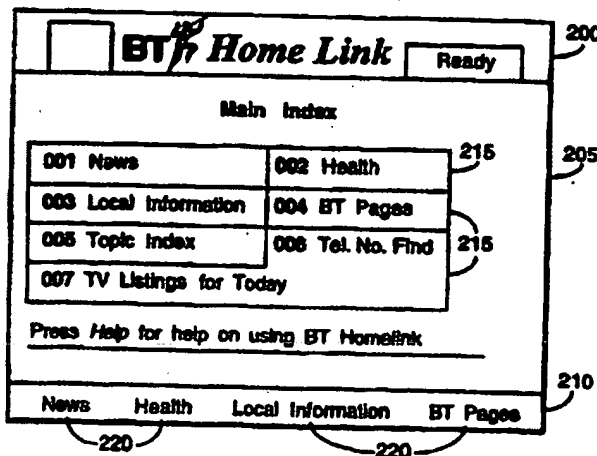 BT Home Link Ready 200
Main Index
205
001 News 002 Health 215
003 Local Information 004 BT Pages
005 Topic Index 006 Tel. No. Find 215
007 TV Listings for Today
Press Help for help on using BT Homelink
210
News Health Local Information BT Pages
220 220